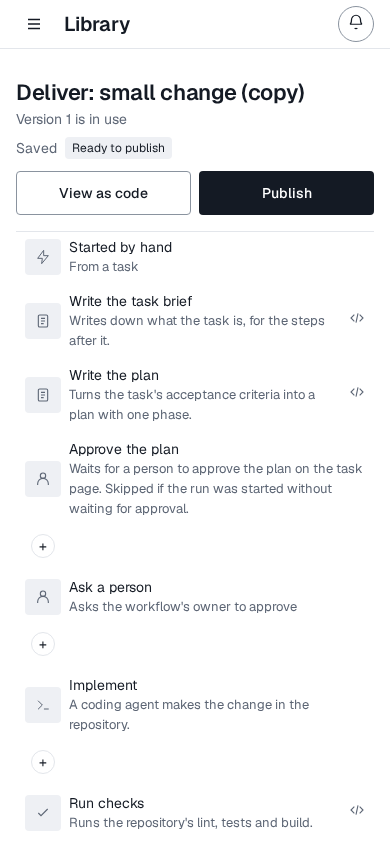 Library
Deliver: small change (copy)
Version 1 is in use
Saved Ready to publish
View as code Publish
Started by hand
From a task
Write the task brief
Writes down what the task is, for the steps
after it.
Write the plan
Turns the task's acceptance criteria into a
plan with one phase.
Approve the plan
Waits for a person to approve the plan on the task
page. Skipped if the run was started without
waiting for approval.
Ask a person
Asks the workflow's owner to approve
Implement
A coding agent makes the change in the
repository.
Run checks
Runs the repository's lint, tests and build.